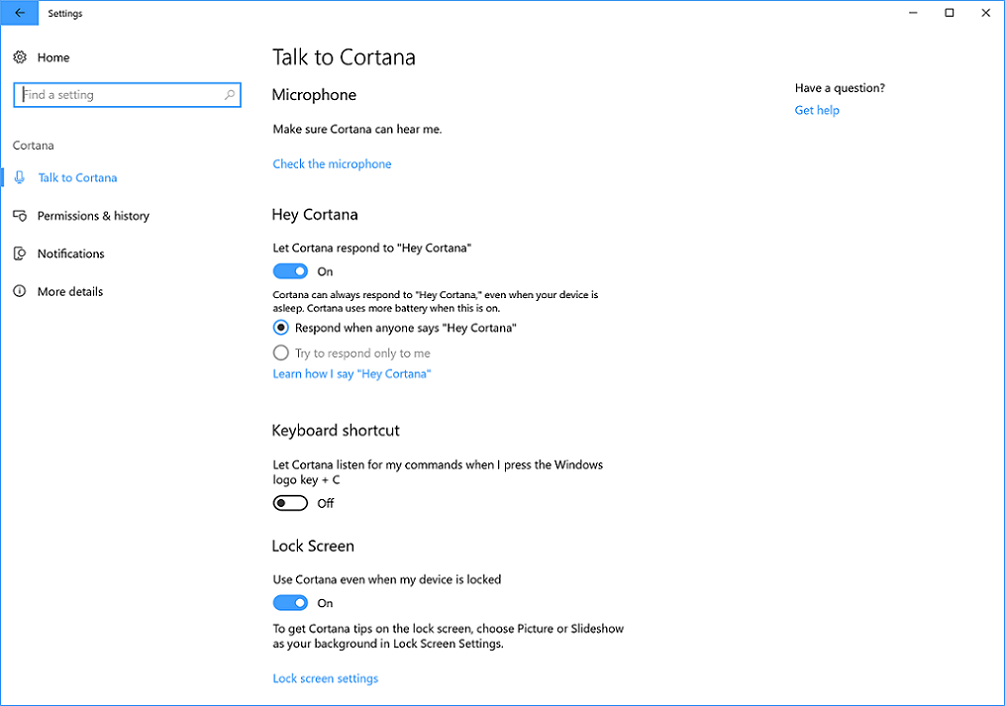 Settings
Home
Find a setting
Cortana
Talk to Cortana
Permissions & history
Notifications
More details
Talk to Cortana
Microphone
Make sure Cortana can hear me.
Check the microphone
Hey Cortana
Let Cortana respond to "Hey Cortana"
On
Cortana can always respond to "Hey Cortana," even when your device is
asleep. Cortana uses more battery when this is on.
Respond when anyone says "Hey Cortana"
Try to respond only to me
Learn how I say "Hey Cortana"
Keyboard shortcut
Let Cortana listen for my commands when I press the Windows
logo key + C
Off
Lock Screen
Use Cortana even when my device is locked
On
To get Cortana tips on the lock screen, choose Picture or Slideshow
as your background in Lock Screen Settings.
Lock screen settings
Have a question?
Get help